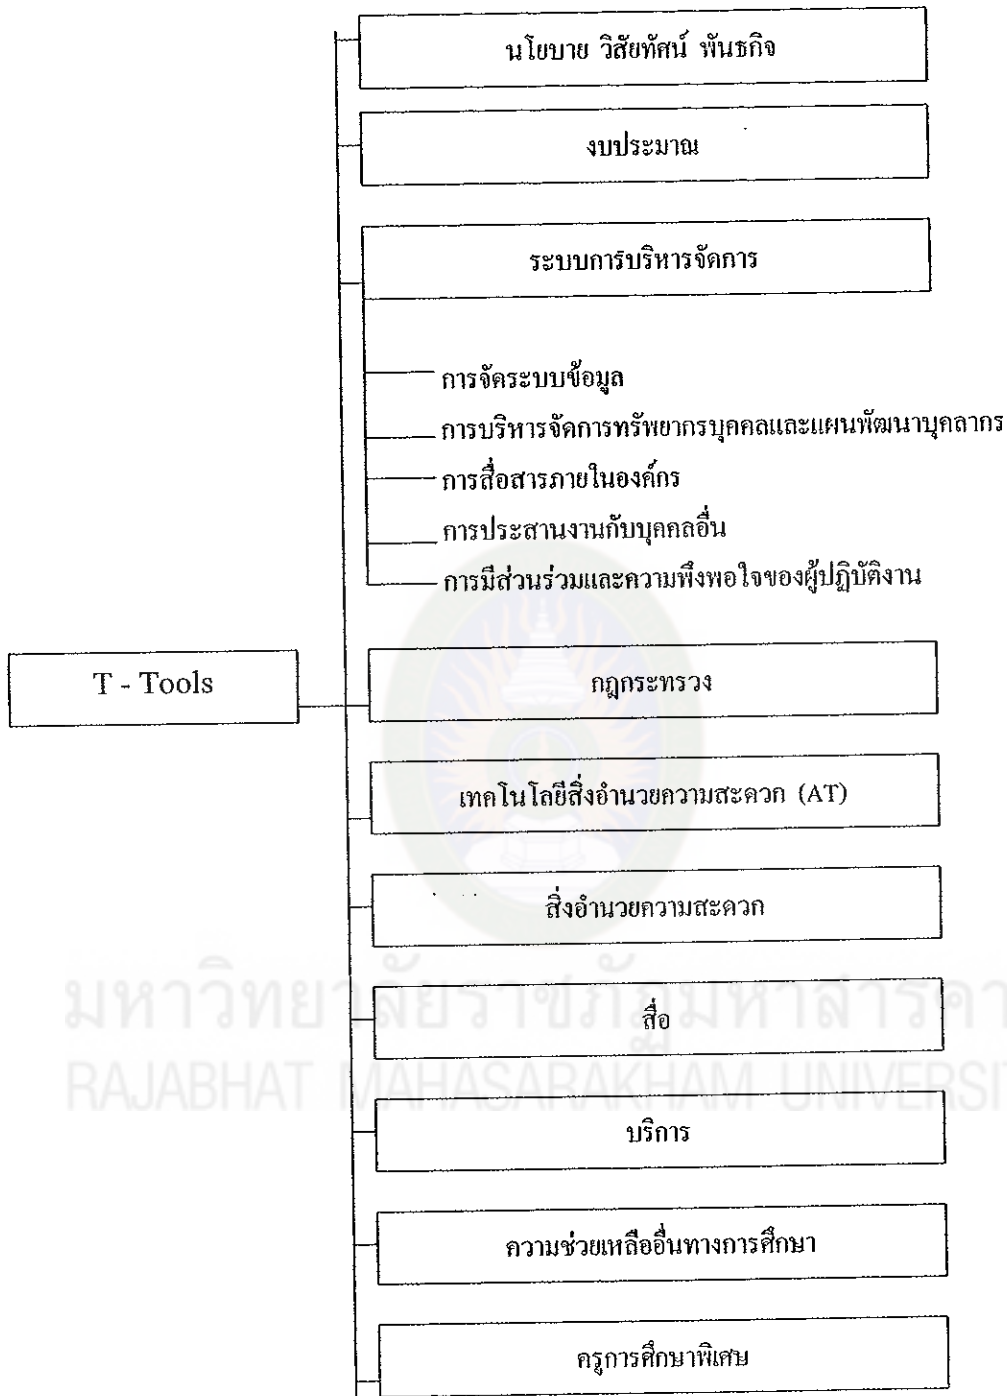 นโยบาย วิสัยทัศน์ พันธกิจ
งบประมาณ
ระบบการบริหารจัดการ
การจัดระบบข้อมูล
การบริหารจัดการทรัพยากรบุคคลและแผนพัฒนาบุคลากร
การสื่อสารภายในองค์กร
การประสานงานกับบุคคลอื่น
การมีส่วนร่วมและความพึงพอใจของผู้ปฏิบัติงาน
T - Tools
กฎกระทรวง
เทคโนโลยีสิ่งอำนวยความสะดวก (AT)
สิ่งอำนวยความสะดวก
สื่อ
บริการ
ความช่วยเหลืออื่นทางการศึกษา
ครูการศึกษาพิเศษ
มหาวิทยาลัยราชภัฏมหาสารคา
RAJABHAT MAHASARAKHAM UNIVERSI